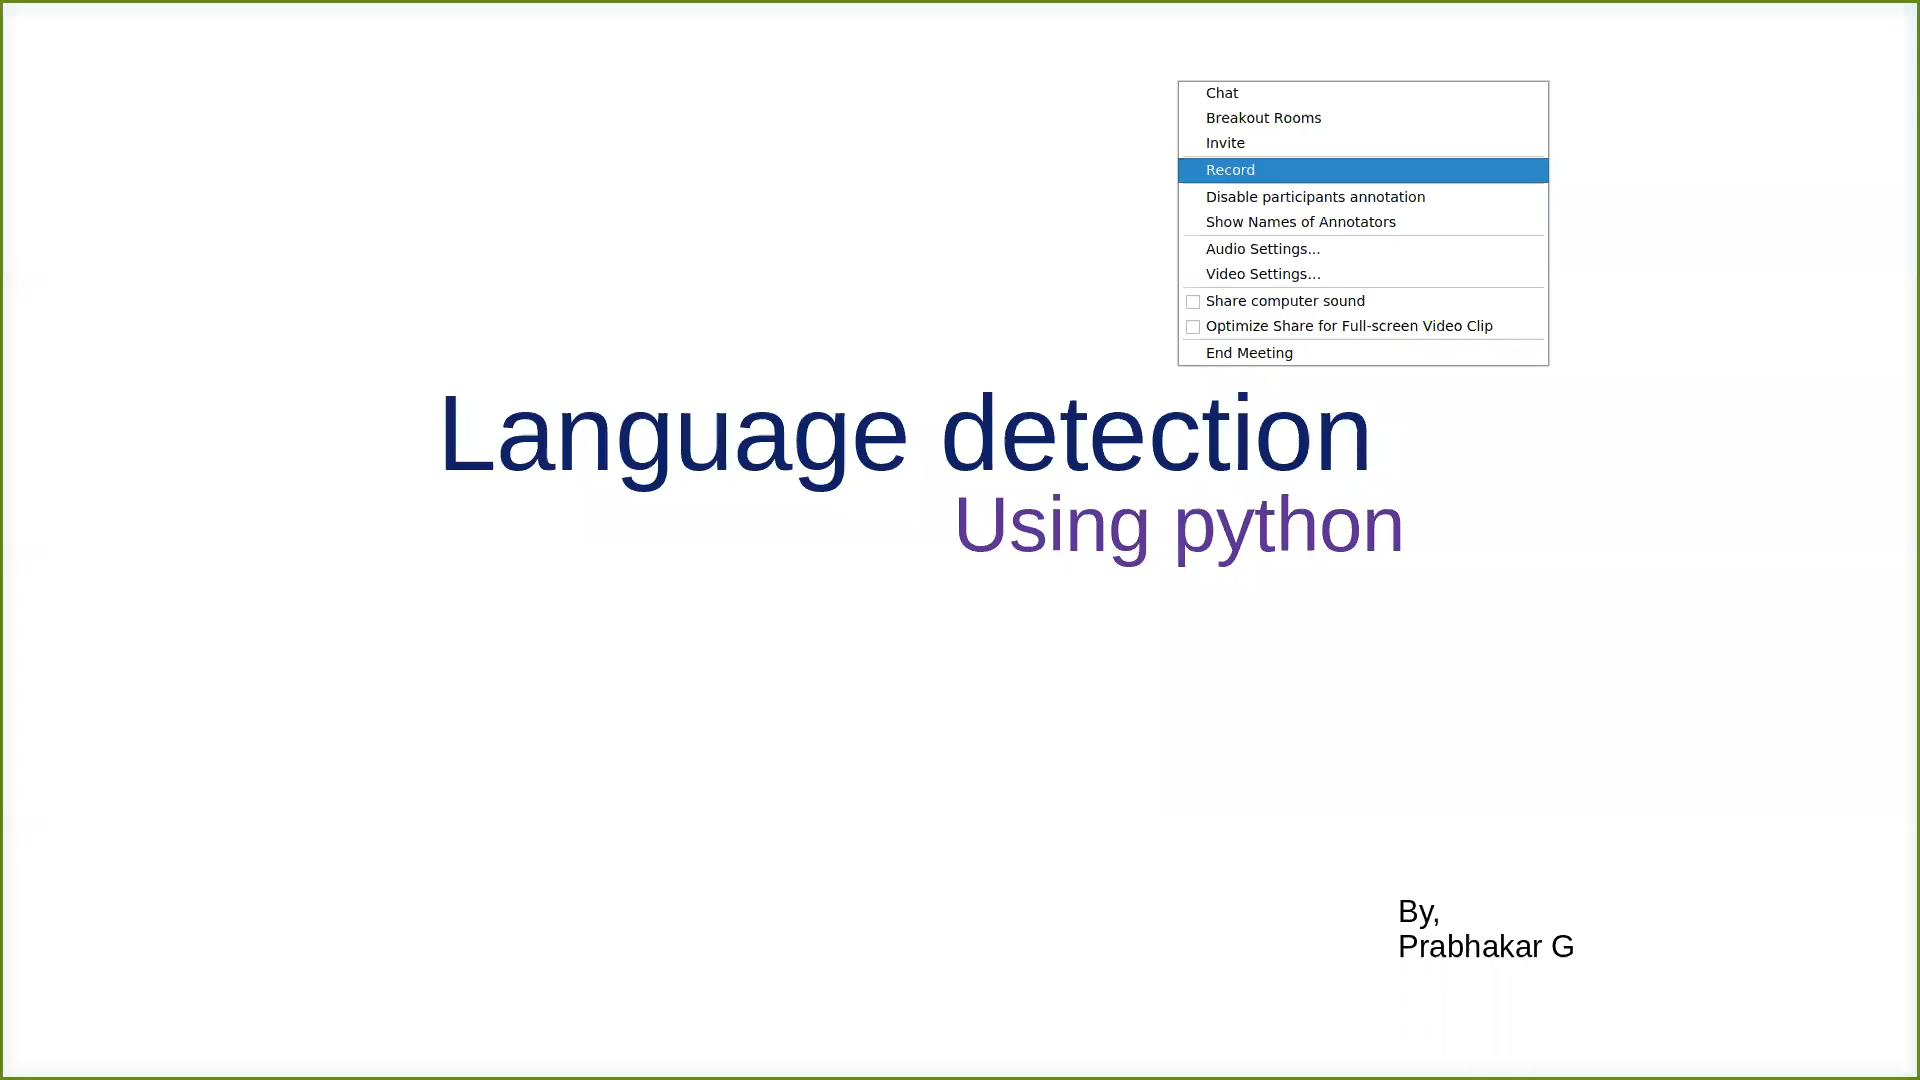 Chat
Breakout Rooms
Invite
Record
Disable participants annotation
Show Names of Annotators
Audio Settings...
Video Settings...
Share computer sound
Optimize Share for Full-screen Video Clip
End Meeting
Language detection
Using python
By,
Prabhakar G